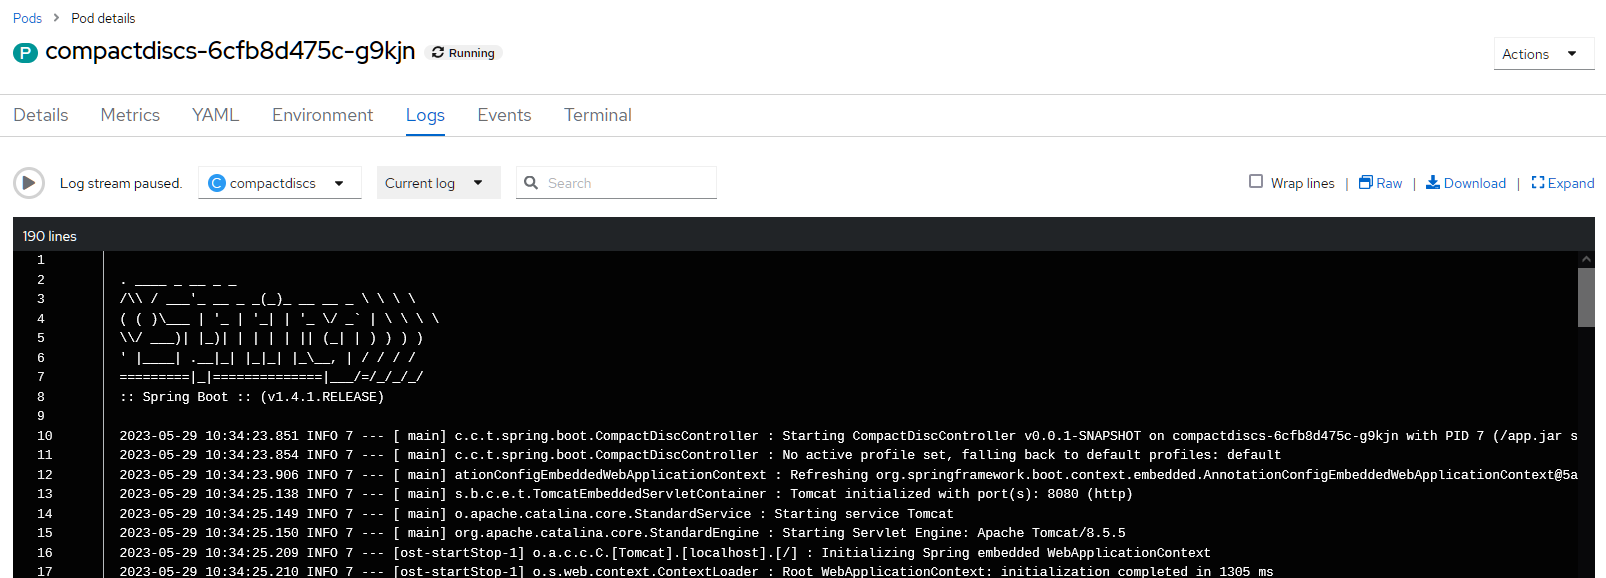 Pods > Pod details
P compactdiscs-6cfb8d475c-g9kjn Running
Actions
Details Metrics YAML Environment Logs Events Terminal
Log stream paused. C compactdiscs Current log Search Wrap lines | Raw | Download | Expand
190 lines
1
2 . ____ _ __ _ _
3 /\\ / ___'_ __ _ _(_)_ __ __ _ \ \ \ \
4 ( ( )\___ | '_ | '_| | '_ \/ _` | \ \ \ \
5 \\/ ___)| |_)| | | | | || (_| | ) ) ) )
6 ' |____| .__|_| |_|_| |_\__, | / / / /
7 =========|_|==============|___/=/_/_/_/
8 :: Spring Boot :: (v1.4.1.RELEASE)
9
10 2023-05-29 10:34:23.851 INFO 7 --- [ main] c.c.t.spring.boot.CompactDiscController : Starting CompactDiscController v0.0.1-SNAPSHOT on compactdiscs-6cfb8d475c-g9kjn with PID 7 (/app.jar s
11 2023-05-29 10:34:23.854 INFO 7 --- [ main] c.c.t.spring.boot.CompactDiscController : No active profile set, falling back to default profiles: default
12 2023-05-29 10:34:23.906 INFO 7 --- [ main] ationConfigEmbeddedWebApplicationContext : Refreshing org.springframework.boot.context.embedded.AnnotationConfigEmbeddedWebApplicationContext@5a
13 2023-05-29 10:34:25.138 INFO 7 --- [ main] s.b.c.e.t.TomcatEmbeddedServletContainer : Tomcat initialized with port(s): 8080 (http)
14 2023-05-29 10:34:25.149 INFO 7 --- [ main] o.apache.catalina.core.StandardService : Starting service Tomcat
15 2023-05-29 10:34:25.150 INFO 7 --- [ main] org.apache.catalina.core.StandardEngine : Starting Servlet Engine: Apache Tomcat/8.5.5
16 2023-05-29 10:34:25.209 INFO 7 --- [ost-startStop-1] o.a.c.c.C.[Tomcat].[localhost].[/] : Initializing Spring embedded WebApplicationContext
17 2023-05-29 10:34:25.210 INFO 7 --- [ost-startStop-1] o.s.web.context.ContextLoader : Root WebApplicationContext: initialization completed in 1305 ms